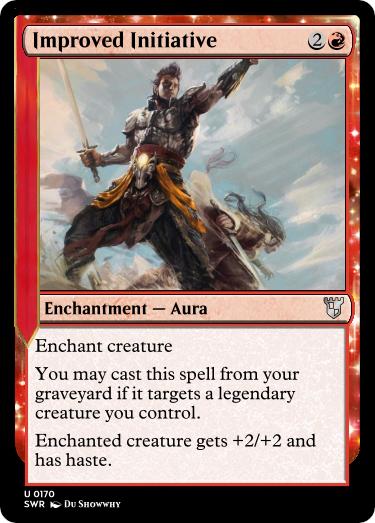 Improved Initiative 2
Enchantment — Aura
Enchant creature
You may cast this spell from your
graveyard if it targets a legendary
creature you control.
Enchanted creature gets +2/+2 and
has haste.
U 0170
SWR Du Showwhy